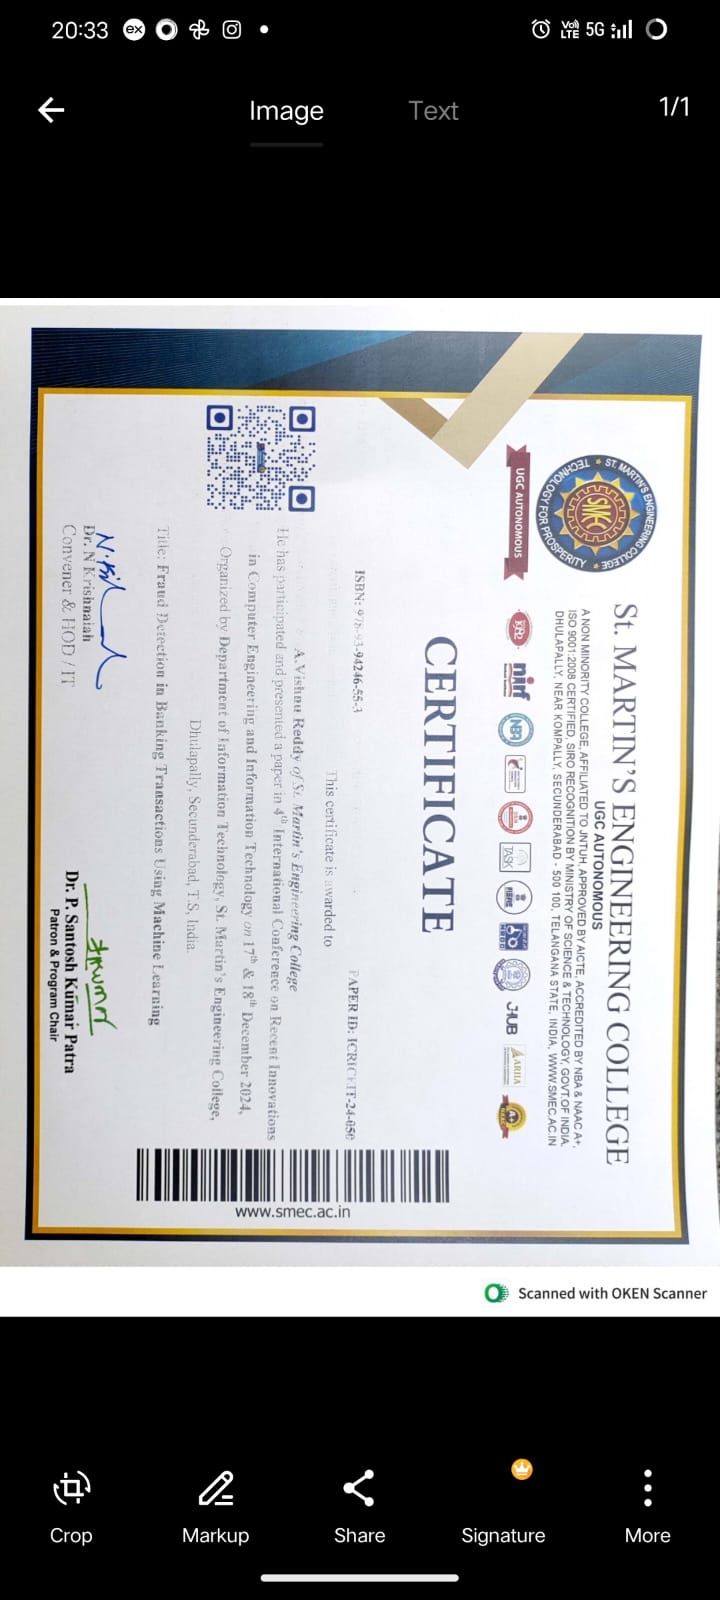 20:33
Vo) LTE 5G
Image Text 1/1
ST. MARTIN'S ENGINEERING COLLEGE
SMEC
TECHNOLOGY FOR PROSPERITY
UGC AUTONOMOUS
St. MARTIN'S ENGINEERING COLLEGE
UGC AUTONOMOUS
A NON MINORITY COLLEGE, AFFILIATED TO JNTUH, APPROVED BY AICTE, ACCREDITED BY NBA & NAAC A+,
ISO 9001:2008 CERTIFIED, SIRO RECOGNITION BY MINISTRY OF SCIENCE & TECHNOLOGY, GOVT.OF INDIA.
DHULAPALLY, NEAR KOMPALLY, SECUNDERABAD - 500 100, TELANGANA STATE, INDIA. WWW.SMEC.AC.IN
nirf NBA TASK J-HUB ARIIA A+
CERTIFICATE
ISBN: 978-93-94246-55-3 PAPER ID: ICRICEIT-24-050
This certificate is awarded to
A.Vishnu Reddy of St. Martin's Engineering College
He has participated and presented a paper in 4th International Conference on Recent Innovations
in Computer Engineering and Information Technology on 17th & 18th December 2024,
Organized by Department of Information Technology, St. Martin's Engineering College,
Dhulapally, Secunderabad, T.S, India.
Title: Fraud Detection in Banking Transactions Using Machine Learning
Dr. N Krishnaiah
Convener & HOD / IT
Dr. P. Santosh Kumar Patra
Patron & Program Chair
www.smec.ac.in
Scanned with OKEN Scanner
Crop Markup Share Signature More